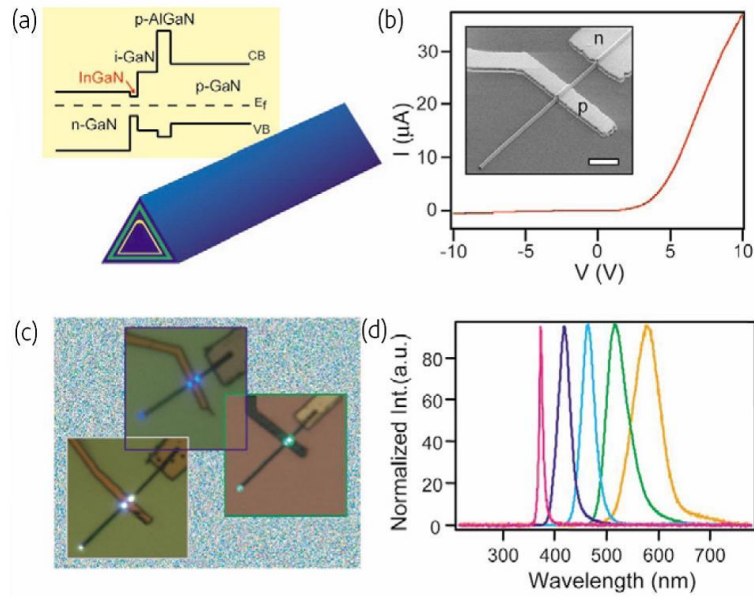 (a)
p-AlGaN
i-GaN
CB
InGaN
p-GaN
Ef
n-GaN
VB
(b)
I (μA)
30
20
10
0
n
p
-10
-5
0
5
10
V (V)
(c)
(d)
Normalized Int.(a.u.)
80
60
40
20
0
300
400
500
600
700
Wavelength (nm)